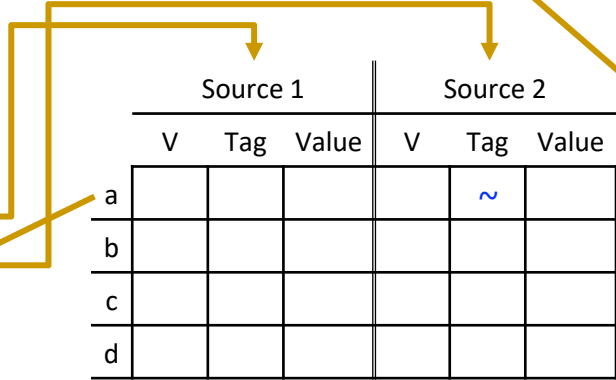 Source 1 Source 2
V Tag Value V Tag Value
a ~
b
c
d